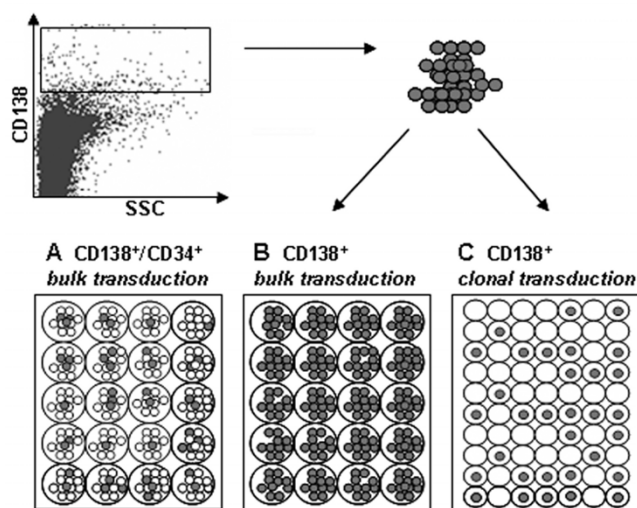 CD138
SSC
A CD138+/CD34+
bulk transduction
B CD138+
bulk transduction
C CD138+
clonal transduction